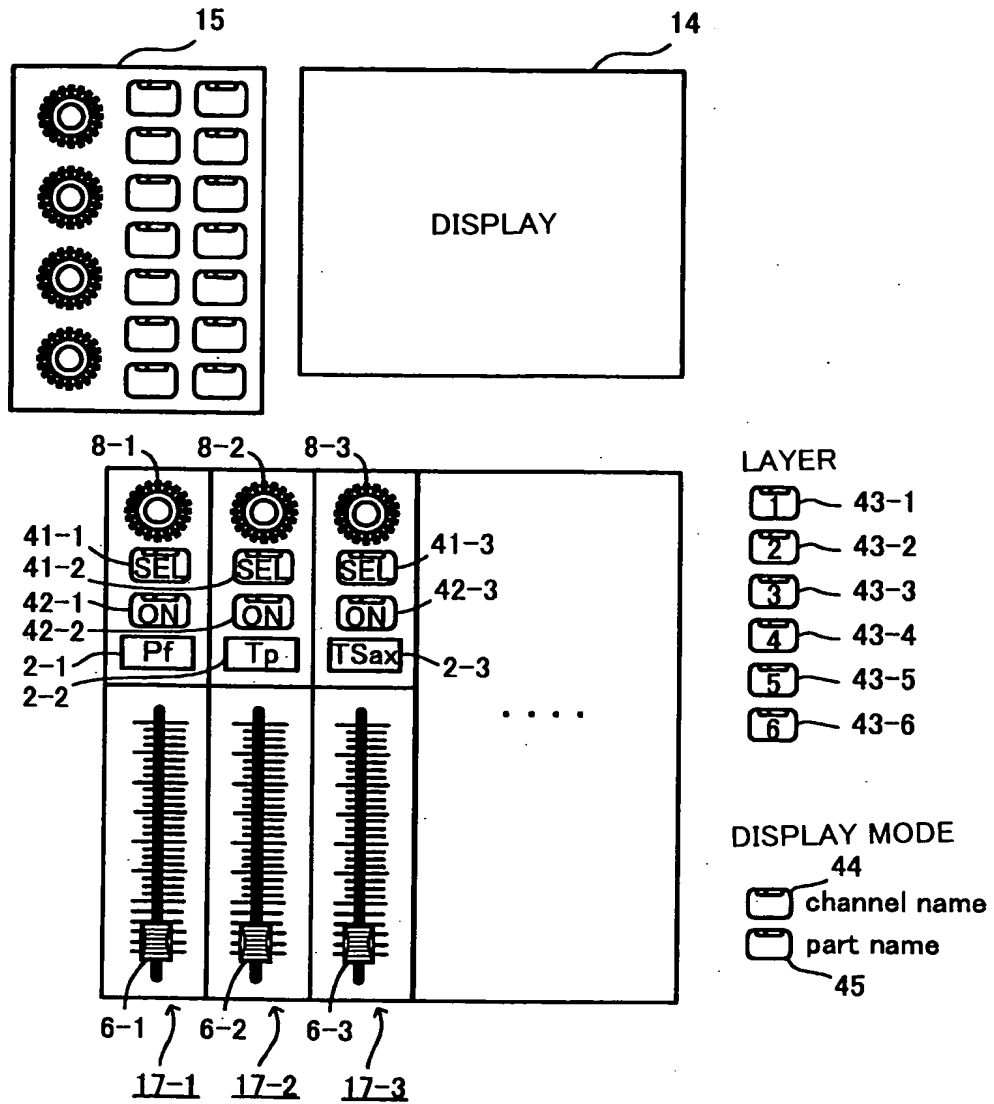 15
14
DISPLAY
8-1 8-2 8-3
LAYER
41-1 SEL SEL SEL 41-3
41-2
42-1 ON ON ON 42-3
42-2
2-1 Pf Tp TSax 2-3
2-2
1 43-1
2 43-2
3 43-3
4 43-4
5 43-5
6 43-6
. . . .
DISPLAY MODE
44
channel name
part name
45
6-1 6-2 6-3
17-1 17-2 17-3